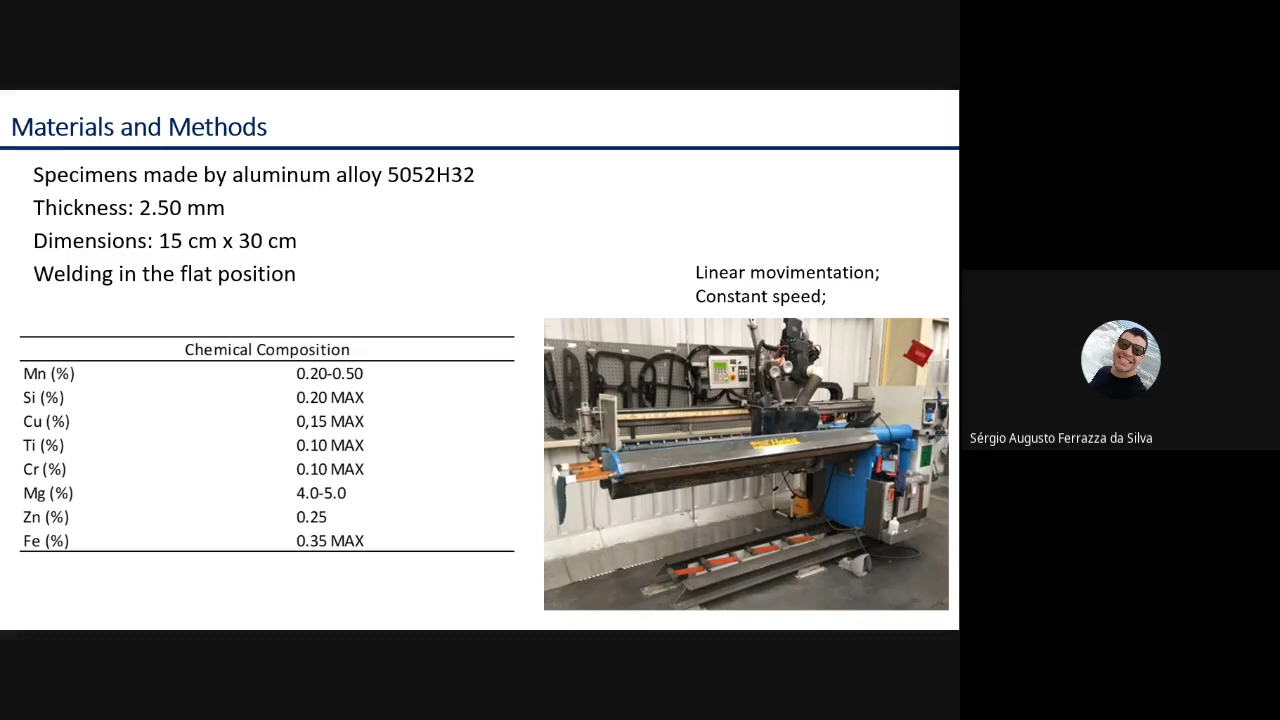 Materials and Methods
Specimens made by aluminum alloy 5052H32
Thickness: 2.50 mm
Dimensions: 15 cm x 30 cm
Welding in the flat position
Linear movimentation;
Constant speed;
Chemical Composition
Mn (%) 0.20-0.50
Si (%) 0.20 MAX
Cu (%) 0,15 MAX
Ti (%) 0.10 MAX
Cr (%) 0.10 MAX
Mg (%) 4.0-5.0
Zn (%) 0.25
Fe (%) 0.35 MAX
Sérgio Augusto Ferrazza da Silva